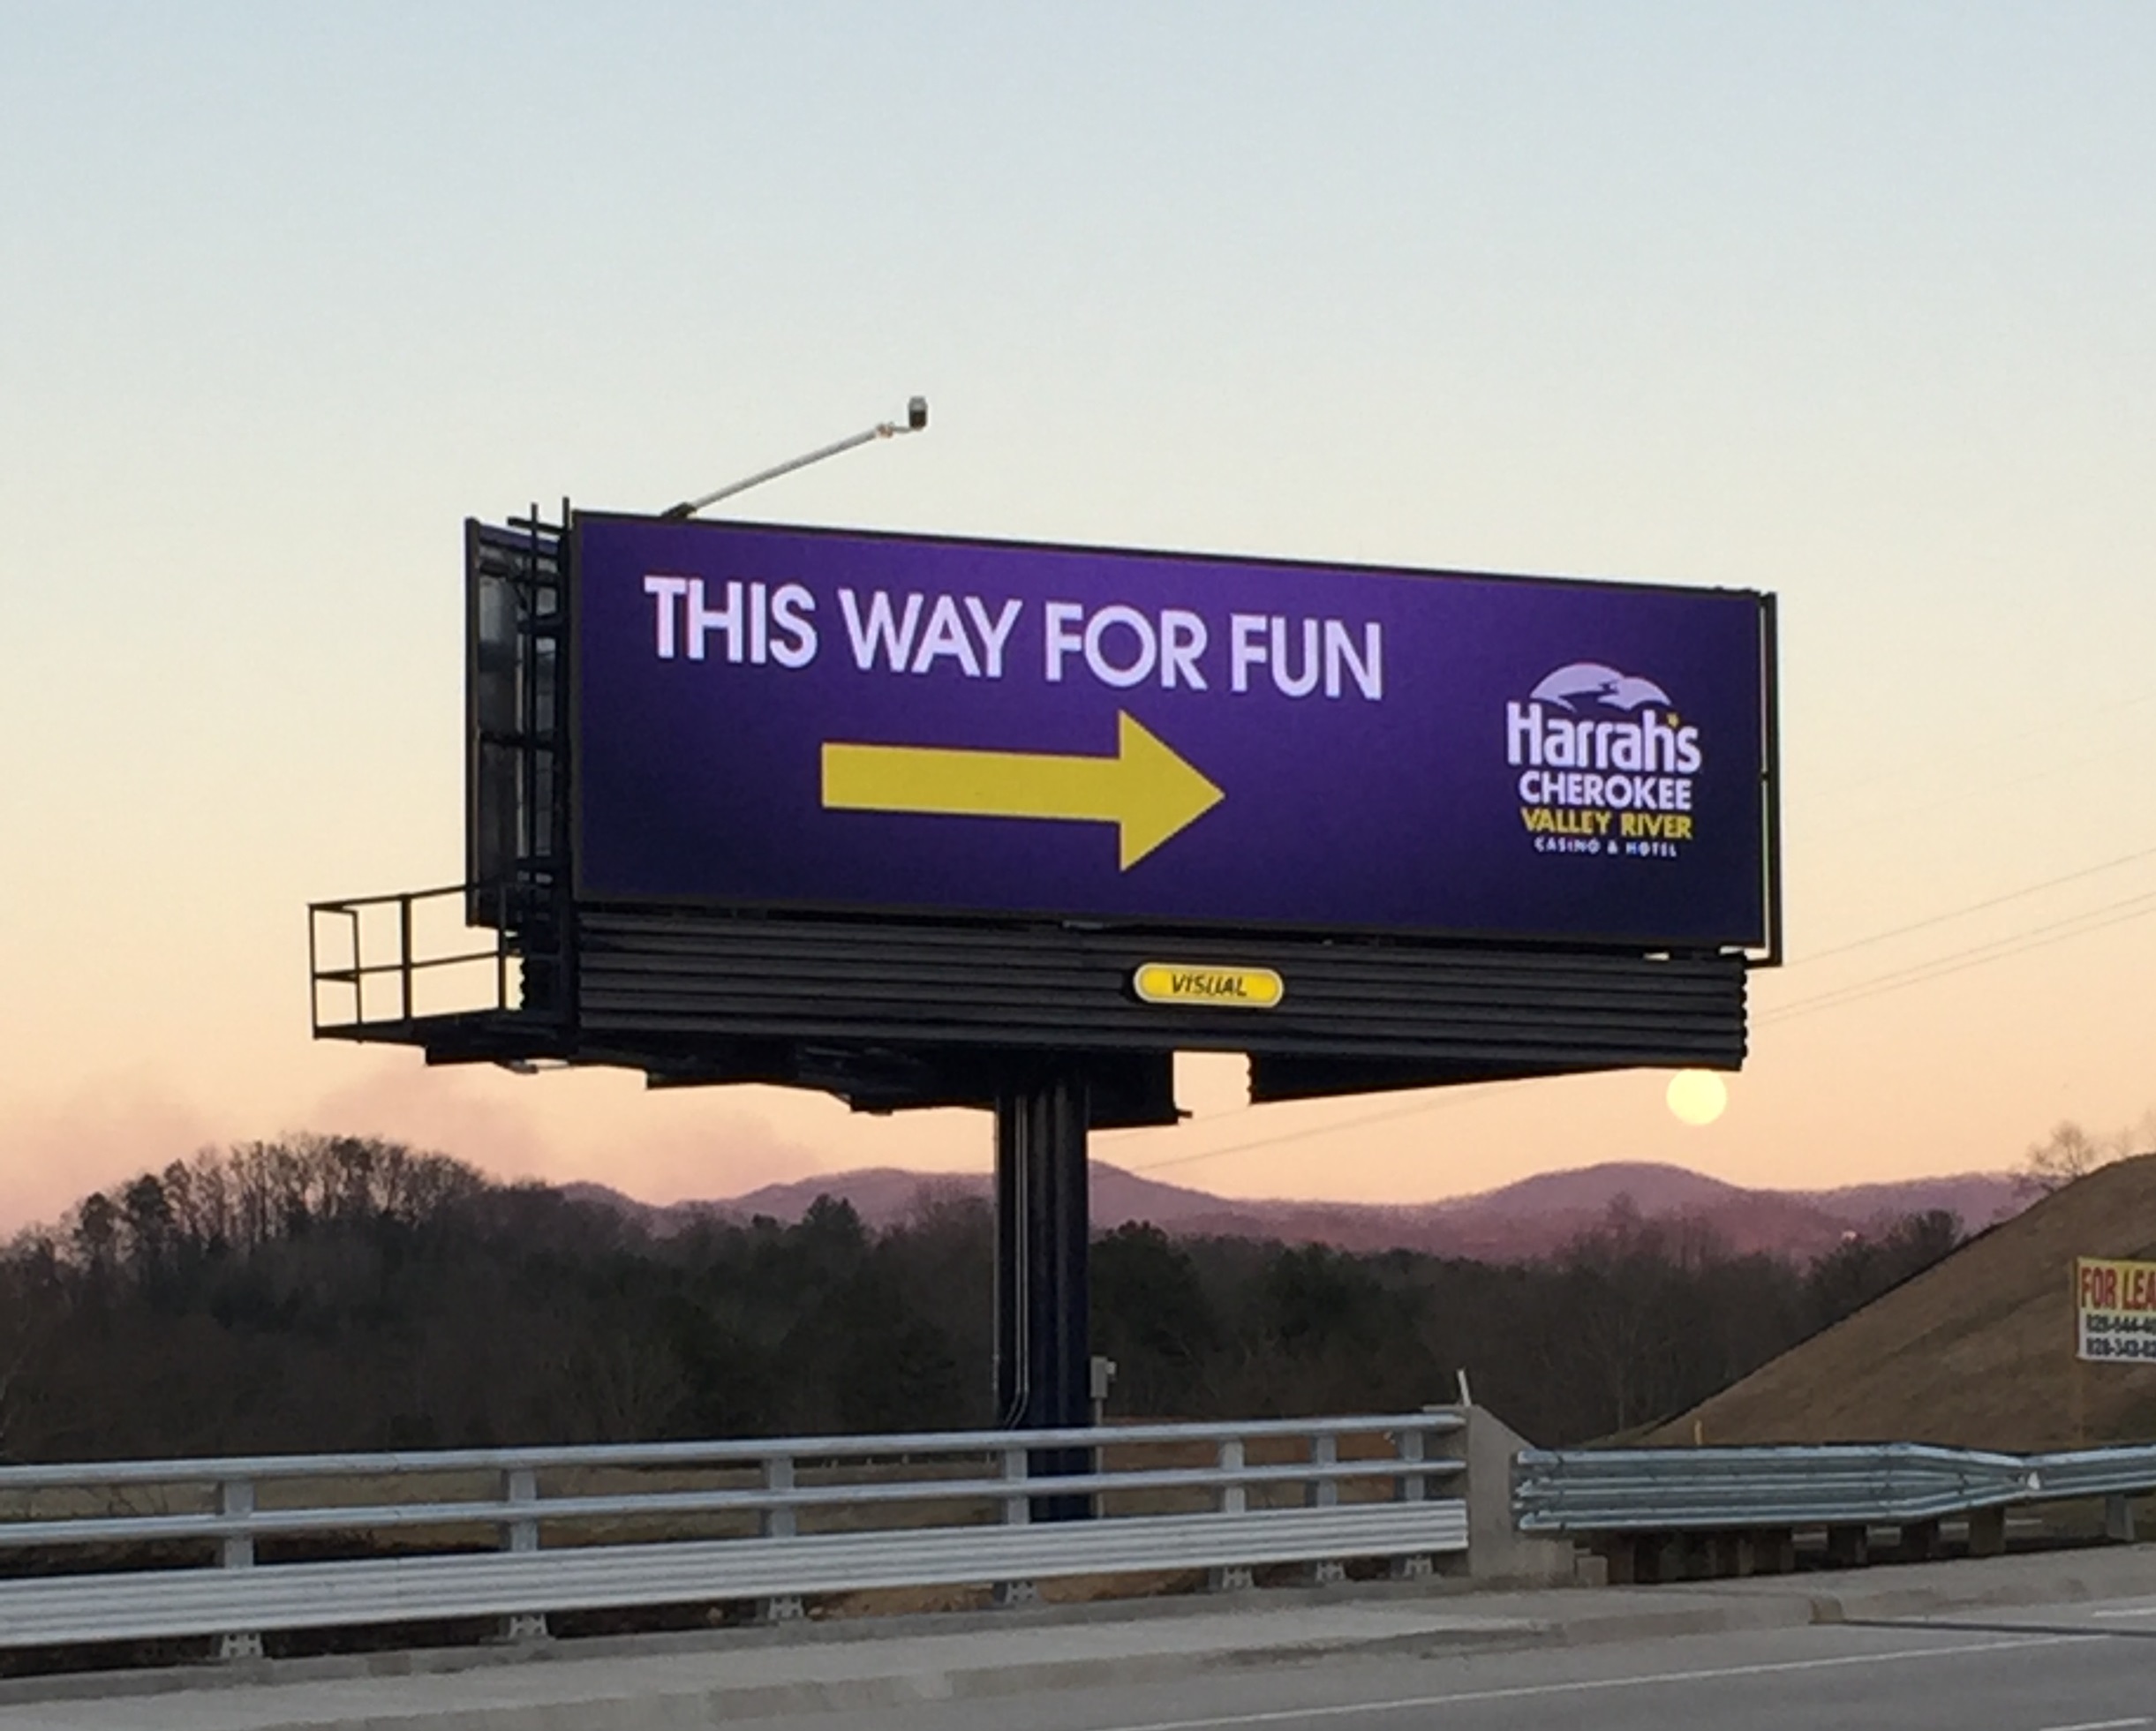 THIS WAY FOR FUN
Harrah's
CHEROKEE
VALLEY RIVER
CASINO & HOTEL
VISUAL
FOR LEA